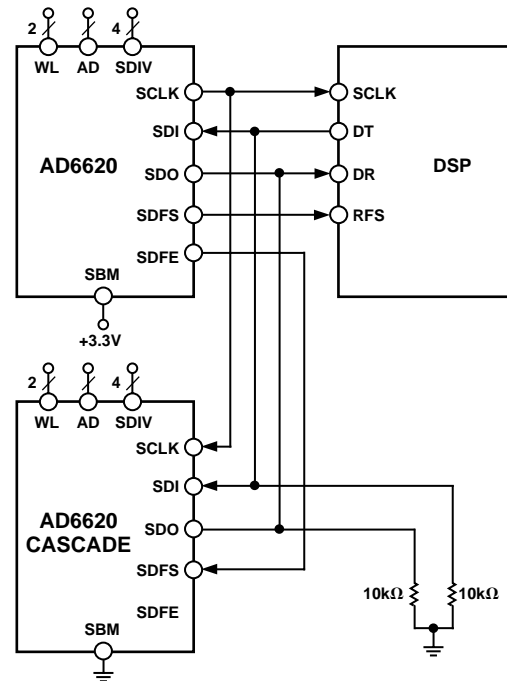 2 4
WL AD SDIV
SCLK
SDI
SDO
SDFS
SDFE
AD6620
SBM
+3.3V
SCLK
DT
DR
RFS
DSP
2 4
WL AD SDIV
SCLK
SDI
SDO
SDFS
SDFE
AD6620
CASCADE
SBM
10kΩ 10kΩ